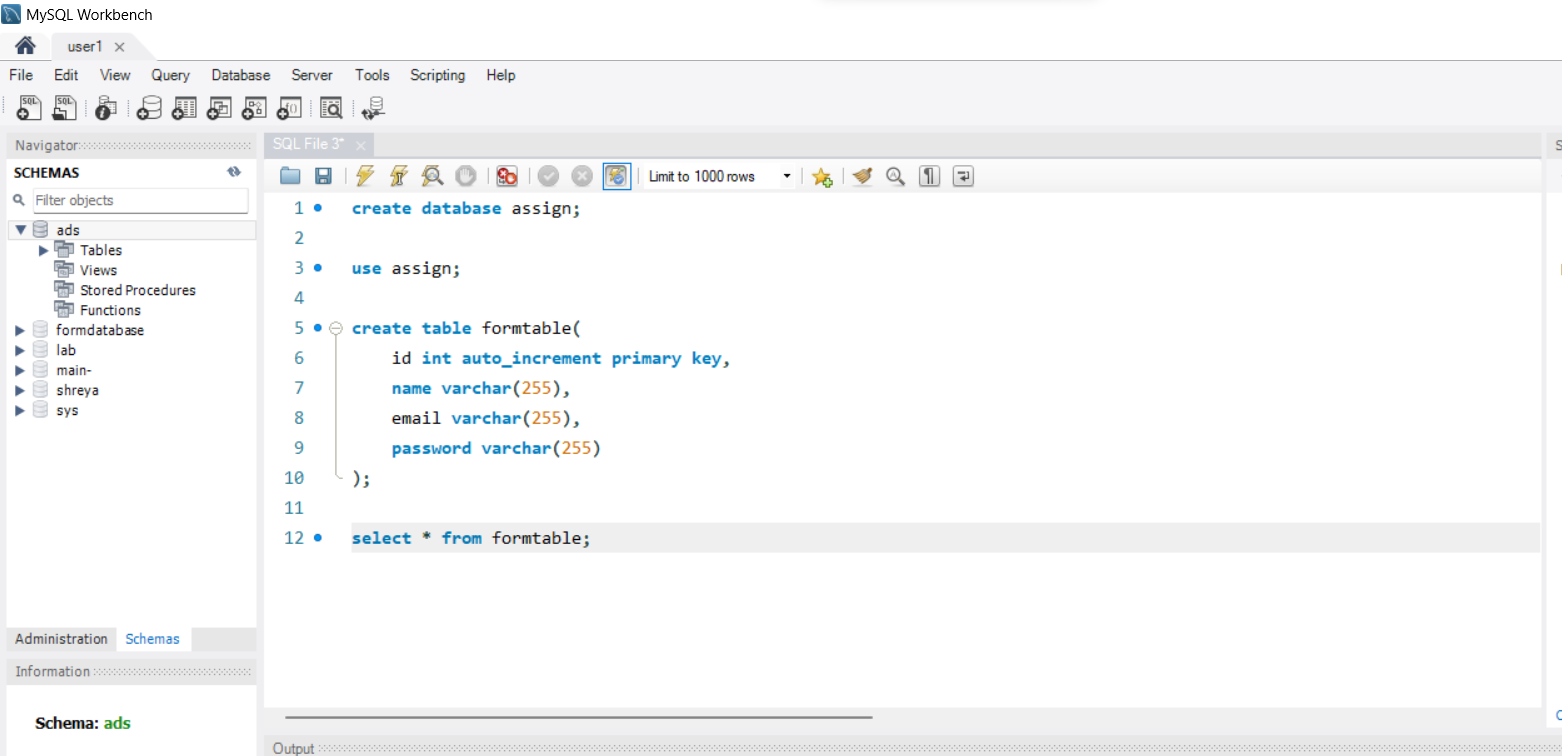 MySQL Workbench
user1
File Edit View Query Database Server Tools Scripting Help
Navigator
SCHEMAS
Filter objects
ads
Tables
Views
Stored Procedures
Functions
formdatabase
lab
main-
shreya
sys
Administration Schemas
Information
Schema: ads
SQL File 3*
Limit to 1000 rows
1 create database assign;
2
3 use assign;
4
5 create table formtable(
6 id int auto_increment primary key,
7 name varchar(255),
8 email varchar(255),
9 password varchar(255)
10 );
11
12 select * from formtable;
Output